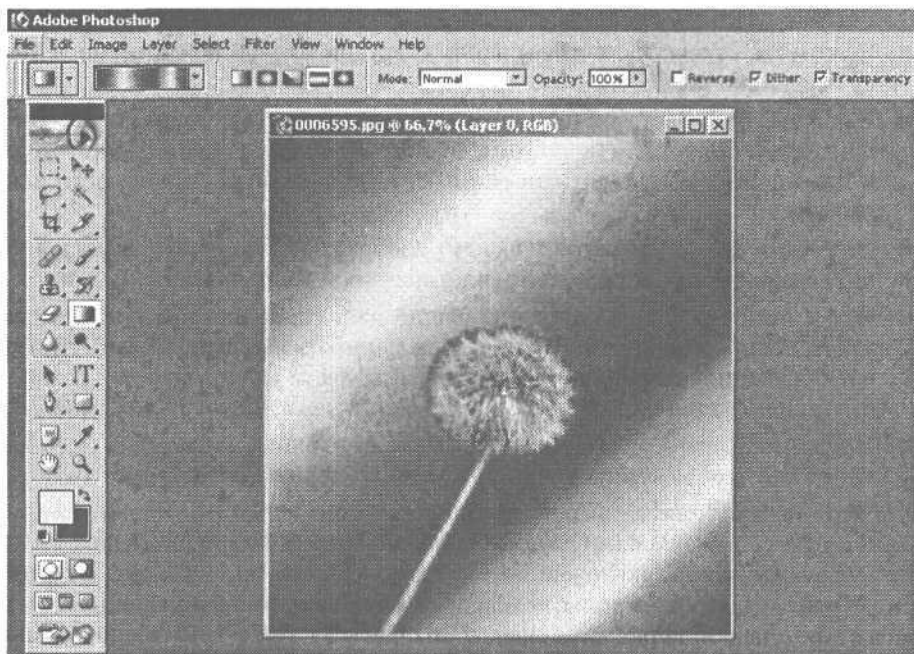 Adobe Photoshop
File Edit Image Layer Select Filter View Window Help
Mode: Normal Opacity: 100% Reverse Dither Transparency
0006595.jpg @ 66,7% (Layer 0, RGB)
T